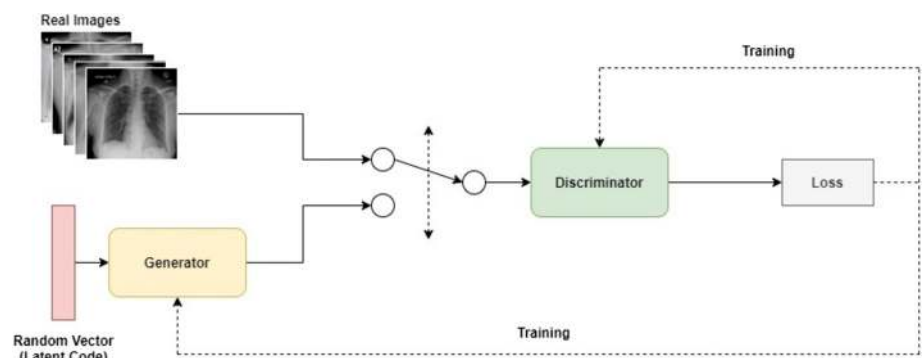 Real Images
Training
Discriminator
Loss
Generator
Training
Random Vector
(Latent Code)